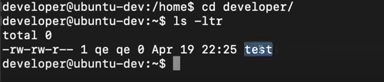 developer@ubuntu-dev:/home$ cd developer/
developer@ubuntu-dev:~$ ls -ltr
total 0
-rw-rw-r-- 1 qe qe 0 Apr 19 22:25 test
developer@ubuntu-dev:~$